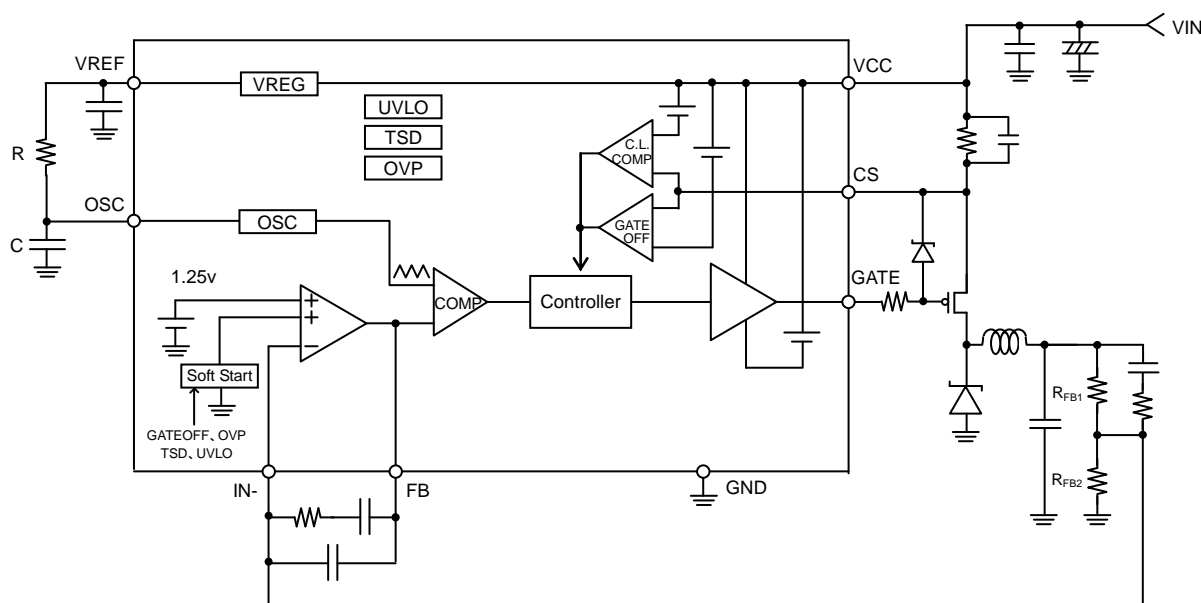 VIN
VREF
VCC
VREG
UVLO
TSD
OVP
R
C.L.
COMP
CS
OSC
OSC
C
GATE
OFF
1.25v
GATE
COMP
Controller
Soft Start
RFB1
GATEOFF、OVP
TSD、UVLO
RFB2
IN-
FB
GND